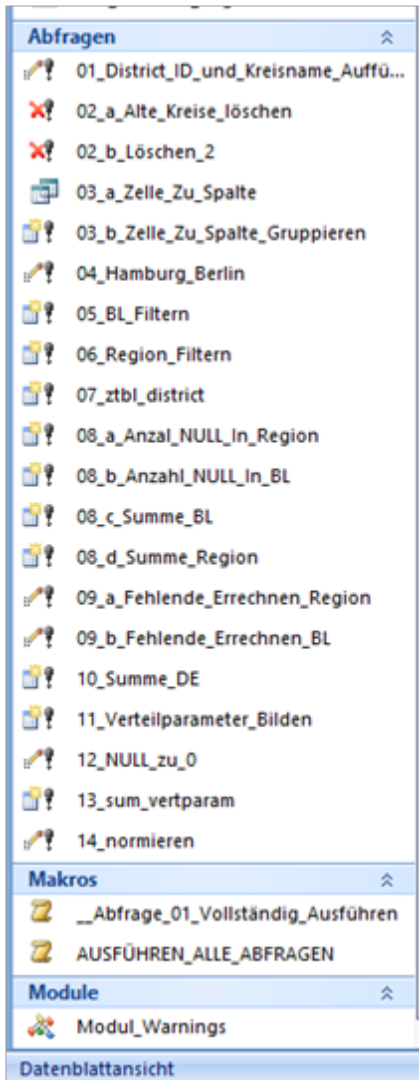 Abfragen
01_District_ID_und_Kreisname_Auffü...
02_a_Alte_Kreise_löschen
02_b_Löschen_2
03_a_Zelle_Zu_Spalte
03_b_Zelle_Zu_Spalte_Gruppieren
04_Hamburg_Berlin
05_BL_Filtern
06_Region_Filtern
07_ztbl_district
08_a_Anzal_NULL_In_Region
08_b_Anzahl_NULL_In_BL
08_c_Summe_BL
08_d_Summe_Region
09_a_Fehlende_Errechnen_Region
09_b_Fehlende_Errechnen_BL
10_Summe_DE
11_Verteilparameter_Bilden
12_NULL_zu_0
13_sum_vertparam
14_normieren
Makros
__Abfrage_01_Vollständig_Ausführen
AUSFÜHREN_ALLE_ABFRAGEN
Module
Modul_Warnings
Datenblattansicht